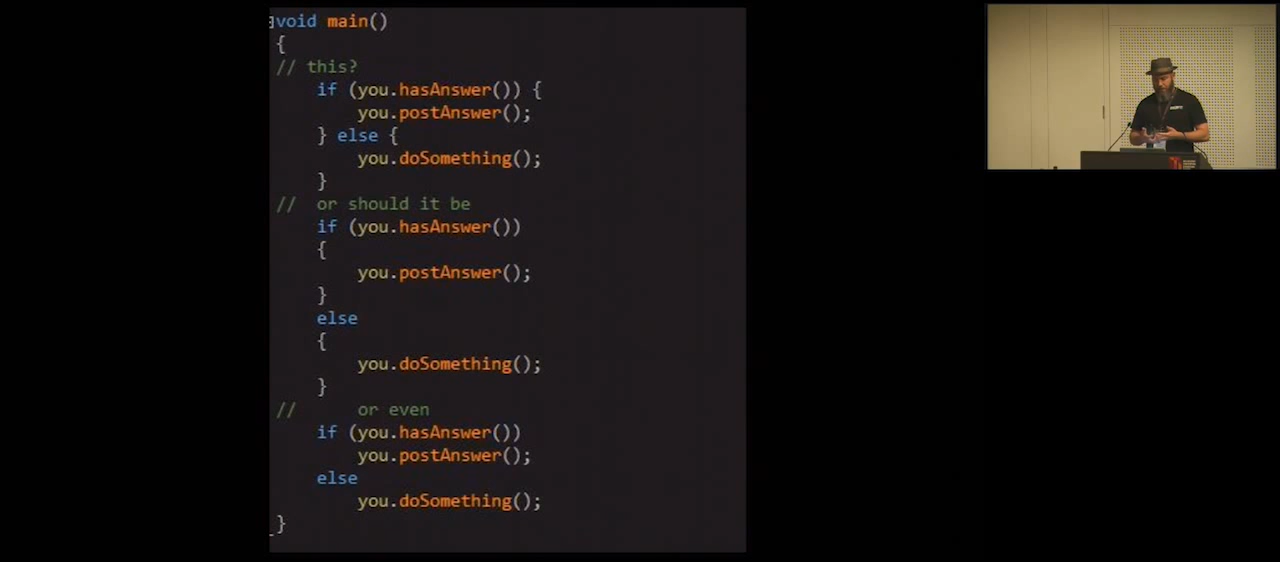 void main()
{
// this?
if (you.hasAnswer()) {
you.postAnswer();
} else {
you.doSomething();
}
// or should it be
if (you.hasAnswer())
{
you.postAnswer();
}
else
{
you.doSomething();
}
// or even
if (you.hasAnswer())
you.postAnswer();
else
you.doSomething();
}